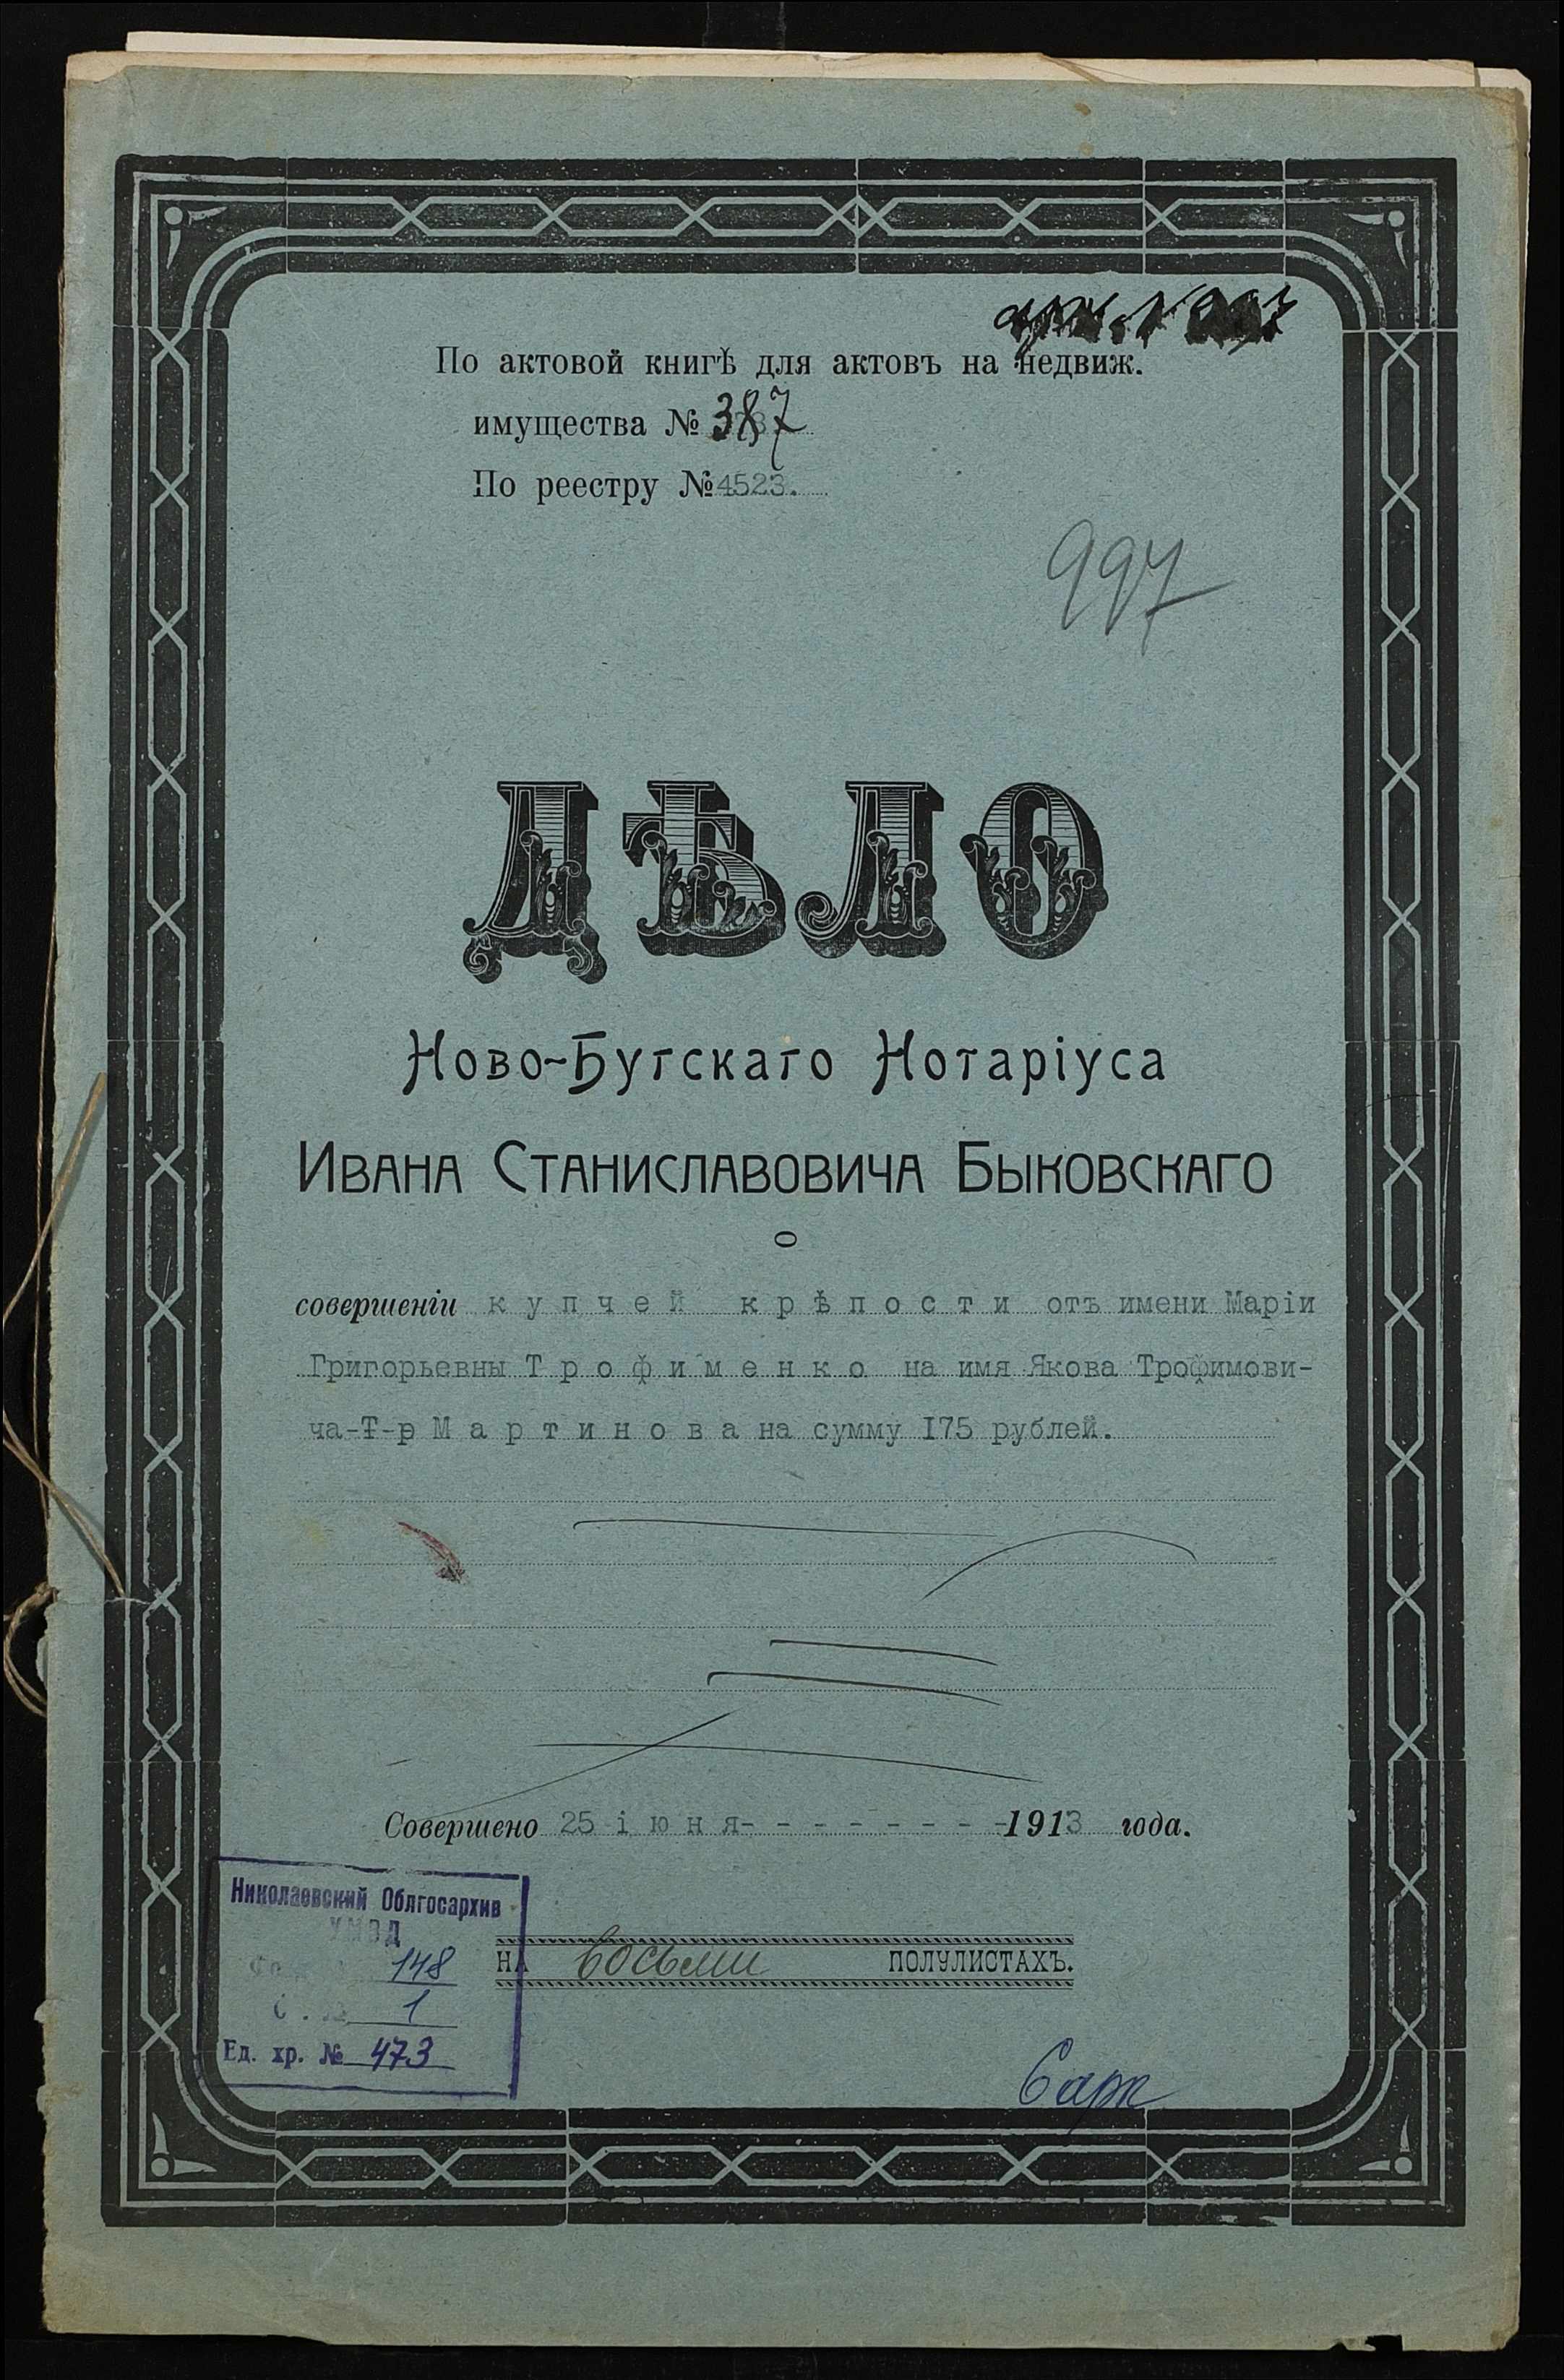 По актовой книгѣ для актовъ на недвиж.
имущества № 387
По реестру № 4523.
997
ДѢЛО
Ново-Бугскаго Нотаріуса
Ивана Станиславовича Быковскаго
о
совершеніи купчей крѣпости отъ имени Маріи
Григорьевны Трофименко на имя Якова Трофимови-
ча-Т-р Мартинова на сумму 175 рублей.
Совершено 25 іюня- - - - - - - -1913 года.
Николаевский Облгосархив
УМВД
148
1
Ед. хр. № 473
НА восьми ПОЛУЛИСТАХЪ.